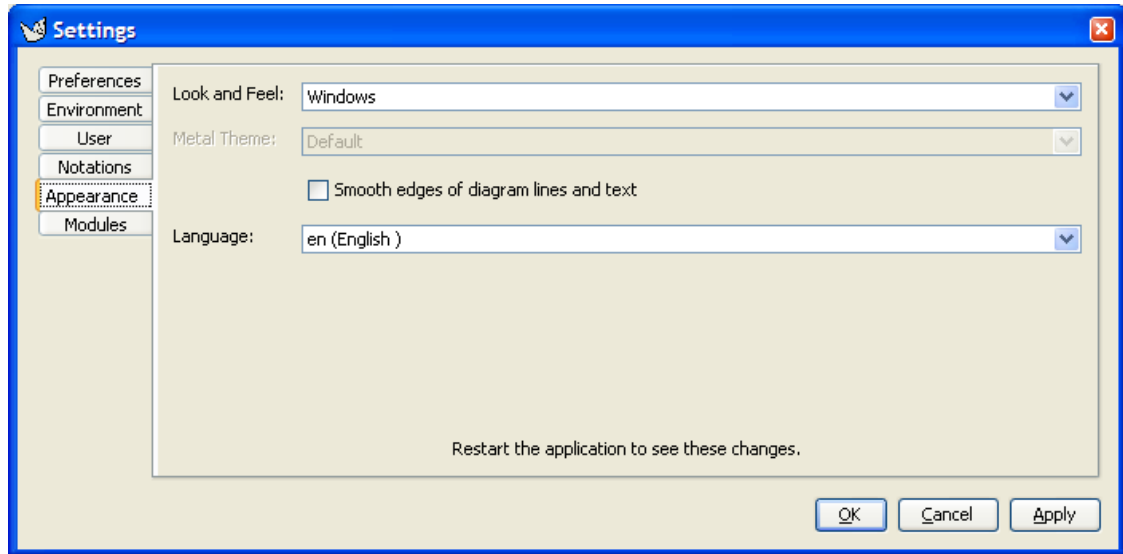 Settings
Preferences
Environment
User
Notations
Appearance
Modules
Look and Feel: Windows
Metal Theme: Default
Smooth edges of diagram lines and text
Language: en (English )
Restart the application to see these changes.
OK Cancel Apply